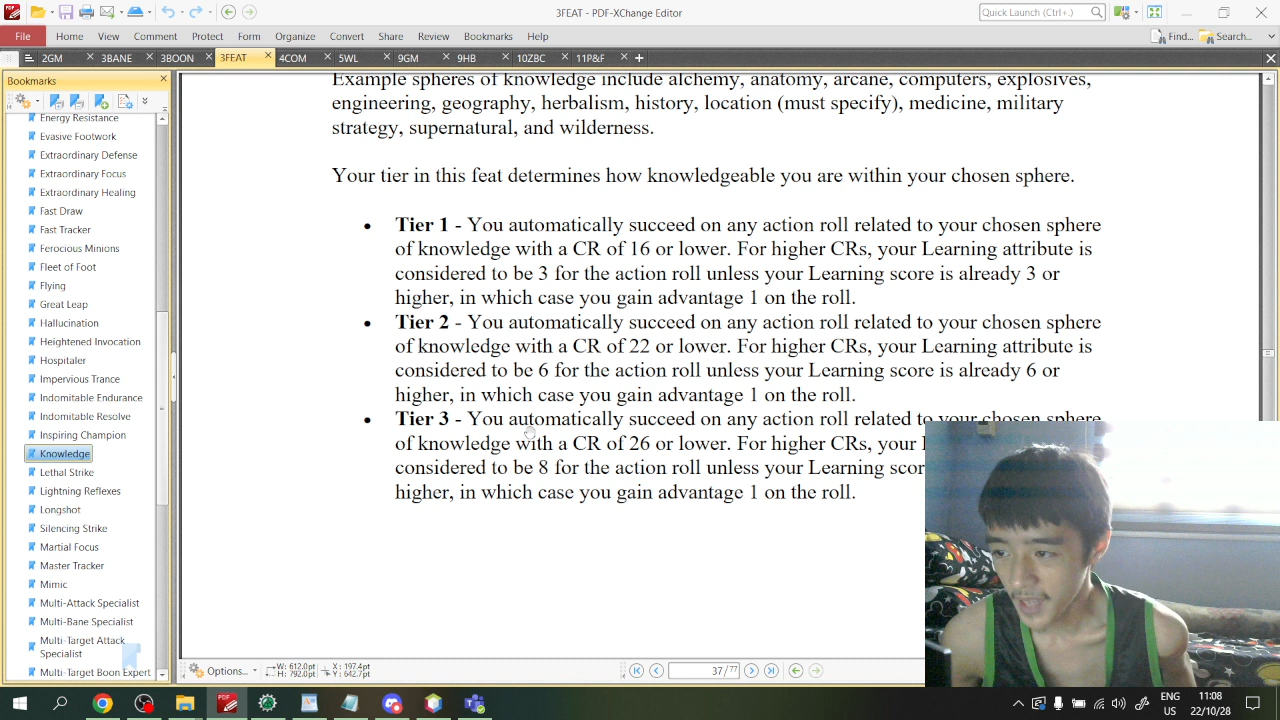 3FEAT - PDF-XChange Editor
Quick Launch (Ctrl+.)
File Home View Comment Protect Form Organize Convert Share Review Bookmarks Help
Find... Search...
2GM 3BANE 3BOON 3FEAT 4COM 5WL 9GM 9HB 10ZBC 11P&F
Bookmarks
Energy Resistance
Evasive Footwork
Extraordinary Defense
Extraordinary Focus
Extraordinary Healing
Fast Draw
Fast Tracker
Ferocious Minions
Fleet of Foot
Flying
Great Leap
Hallucination
Heightened Invocation
Hospitaler
Impervious Trance
Indomitable Endurance
Indomitable Resolve
Inspiring Champion
Knowledge
Lethal Strike
Lightning Reflexes
Longshot
Silencing Strike
Martial Focus
Master Tracker
Mimic
Multi-Attack Specialist
Multi-Bane Specialist
Multi-Target Attack
Specialist
Multi-Target Boon Expert
Example spheres of knowledge include alchemy, anatomy, arcane, computers, explosives,
engineering, geography, herbalism, history, location (must specify), medicine, military
strategy, supernatural, and wilderness.
Your tier in this feat determines how knowledgeable you are within your chosen sphere.
• Tier 1 - You automatically succeed on any action roll related to your chosen sphere
of knowledge with a CR of 16 or lower. For higher CRs, your Learning attribute is
considered to be 3 for the action roll unless your Learning score is already 3 or
higher, in which case you gain advantage 1 on the roll.
• Tier 2 - You automatically succeed on any action roll related to your chosen sphere
of knowledge with a CR of 22 or lower. For higher CRs, your Learning attribute is
considered to be 6 for the action roll unless your Learning score is already 6 or
higher, in which case you gain advantage 1 on the roll.
• Tier 3 - You automatically succeed on any action roll related to your chosen sphere
of knowledge with a CR of 26 or lower. For higher CRs, your
considered to be 8 for the action roll unless your Learning
higher, in which case you gain advantage 1 on the roll.
Options...
W: 612.0pt
H: 792.0pt
X: 197.4pt
Y: 642.7pt
37 / 77
ENG
US
11:08
22/10/28